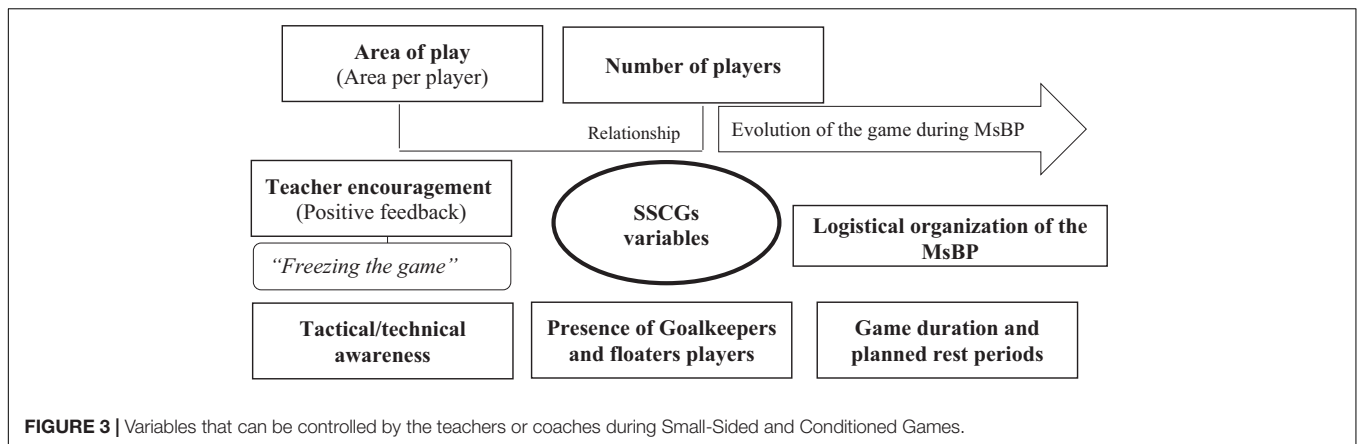 Area of play
(Area per player)
Number of players
Relationship
Evolution of the game during MsBP
Teacher encouragement
(Positive feedback)
“Freezing the game”
SSCGs
variables
Logistical organization of the
MsBP
Tactical/technical
awareness
Presence of Goalkeepers
and floaters players
Game duration and
planned rest periods
FIGURE 3 | Variables that can be controlled by the teachers or coaches during Small-Sided and Conditioned Games.